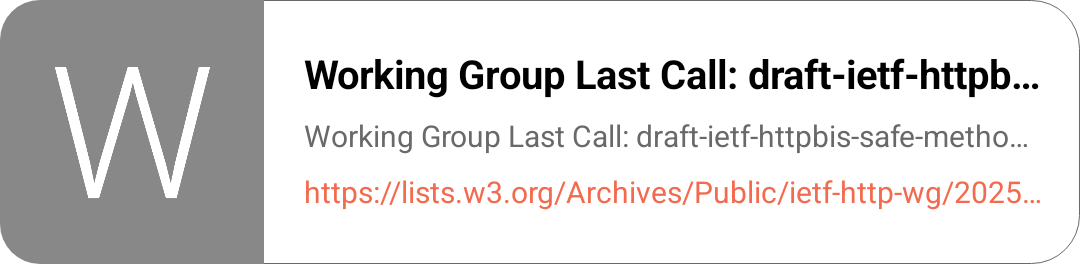 W
Working Group Last Call: draft-ietf-httpb...
Working Group Last Call: draft-ietf-httpbis-safe-metho...
https://lists.w3.org/Archives/Public/ietf-http-wg/2025...